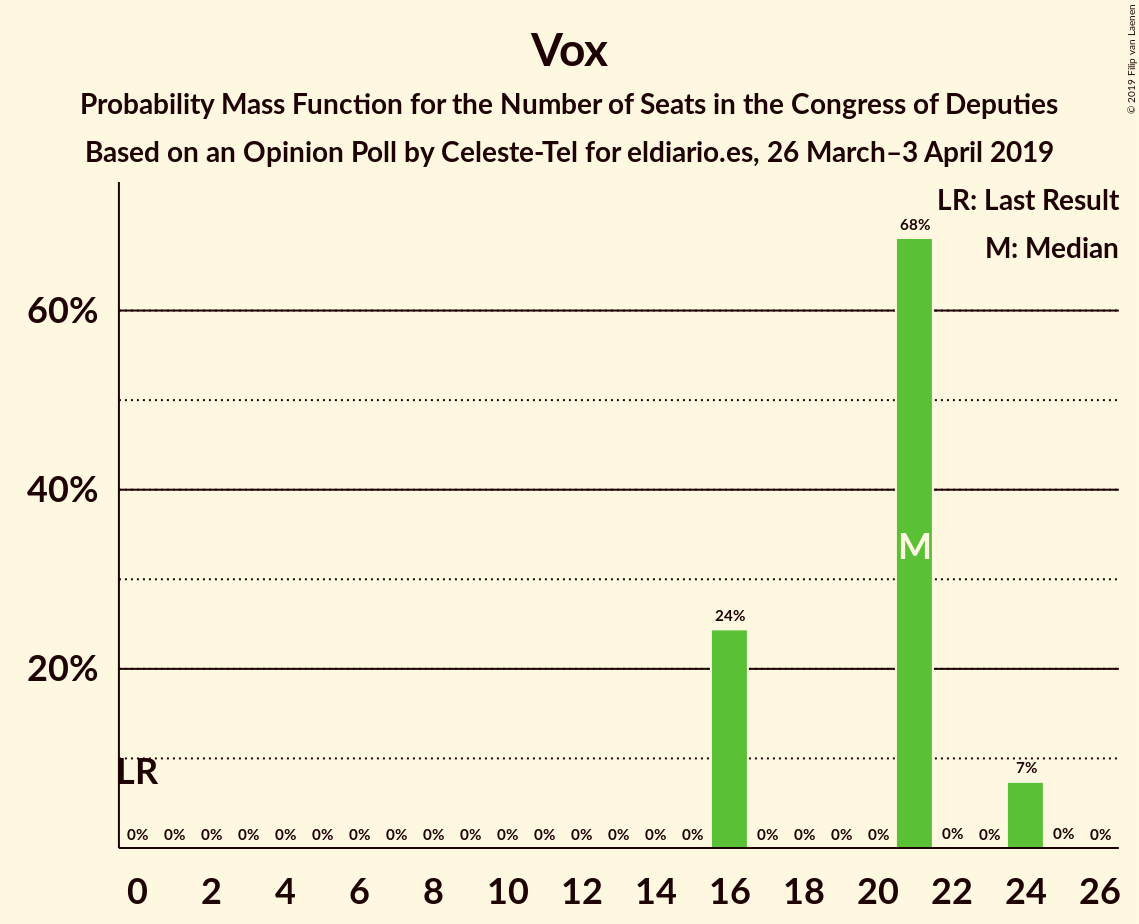 Vox
Probability Mass Function for the Number of Seats in the Congress of Deputies
Based on an Opinion Poll by Celeste-Tel for eldiario.es, 26 March–3 April 2019
© 2019 Filip van Laenen
LR: Last Result
M: Median
68%
60%
40%
M
24%
20%
LR
7%
0% 0% 0% 0% 0% 0% 0% 0% 0% 0% 0% 0% 0% 0% 0% 0% 0% 0% 0% 0% 0% 0% 0% 0%
0 2 4 6 8 10 12 14 16 18 20 22 24 26